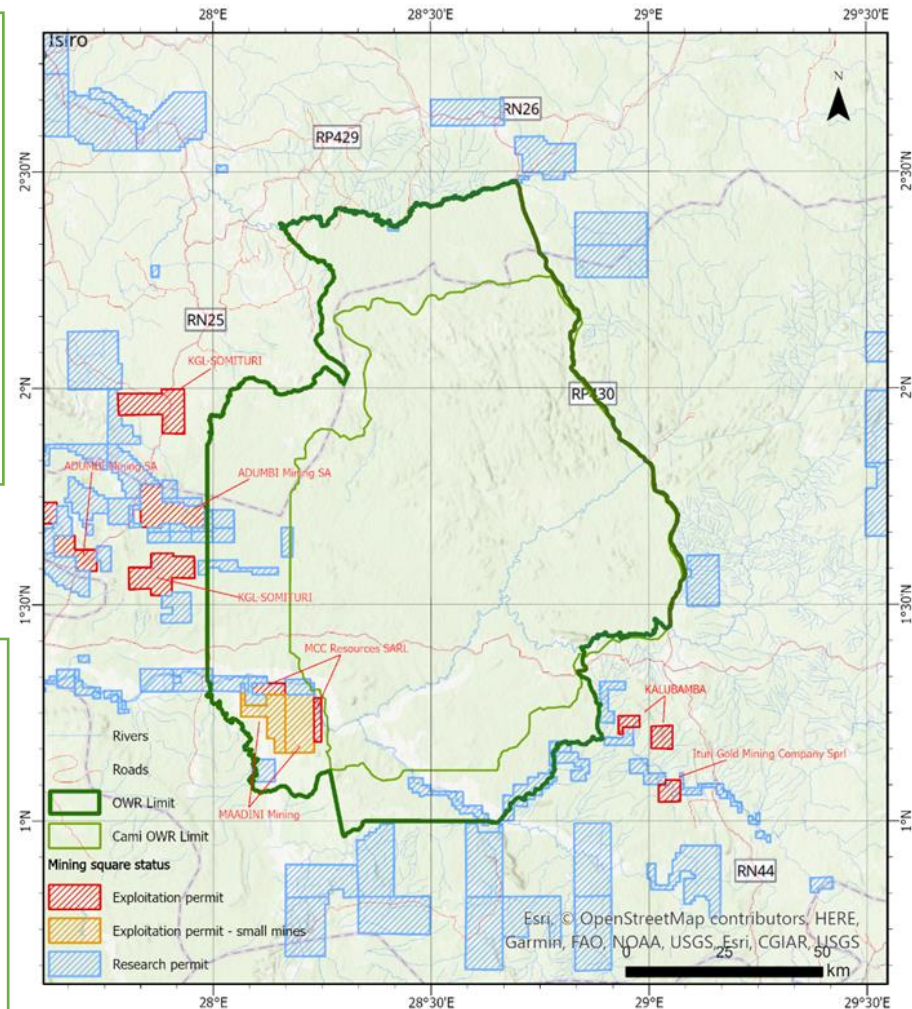 28°E
28°30'E
29°E
29°30'E
Isiro
N
RN26
RP429
2°30'N
2°30'N
RN25
KGL-SOMITURI
2°N
2°N
RP430
ADUMBI Mining SA
ADUMBI Mining SA
KGL-SOMITURI
1°30'N
1°30'N
MCC Resources SARL
KALUBAMBA
Ituri Gold Mining Company Sprl
MAADINI Mining
1°N
1°N
RN44
Rivers
Roads
OWR Limit
Cami OWR Limit
Mining square status
Exploitation permit
Exploitation permit - small mines
Research permit
Esri, © OpenStreetMap contributors, HERE,
Garmin, FAO, NOAA, USGS, Esri, CGIAR, USGS
0 25 50
km
28°E
28°30'E
29°E
29°30'E